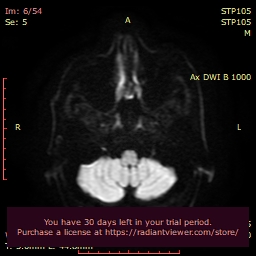 Im: 6/54
Se: 5
STP105
STP105
M
A
Ax DWI B 1000
R
L
You have 30 days left in your trial period.
Purchase a license at https://radiantviewer.com/store/